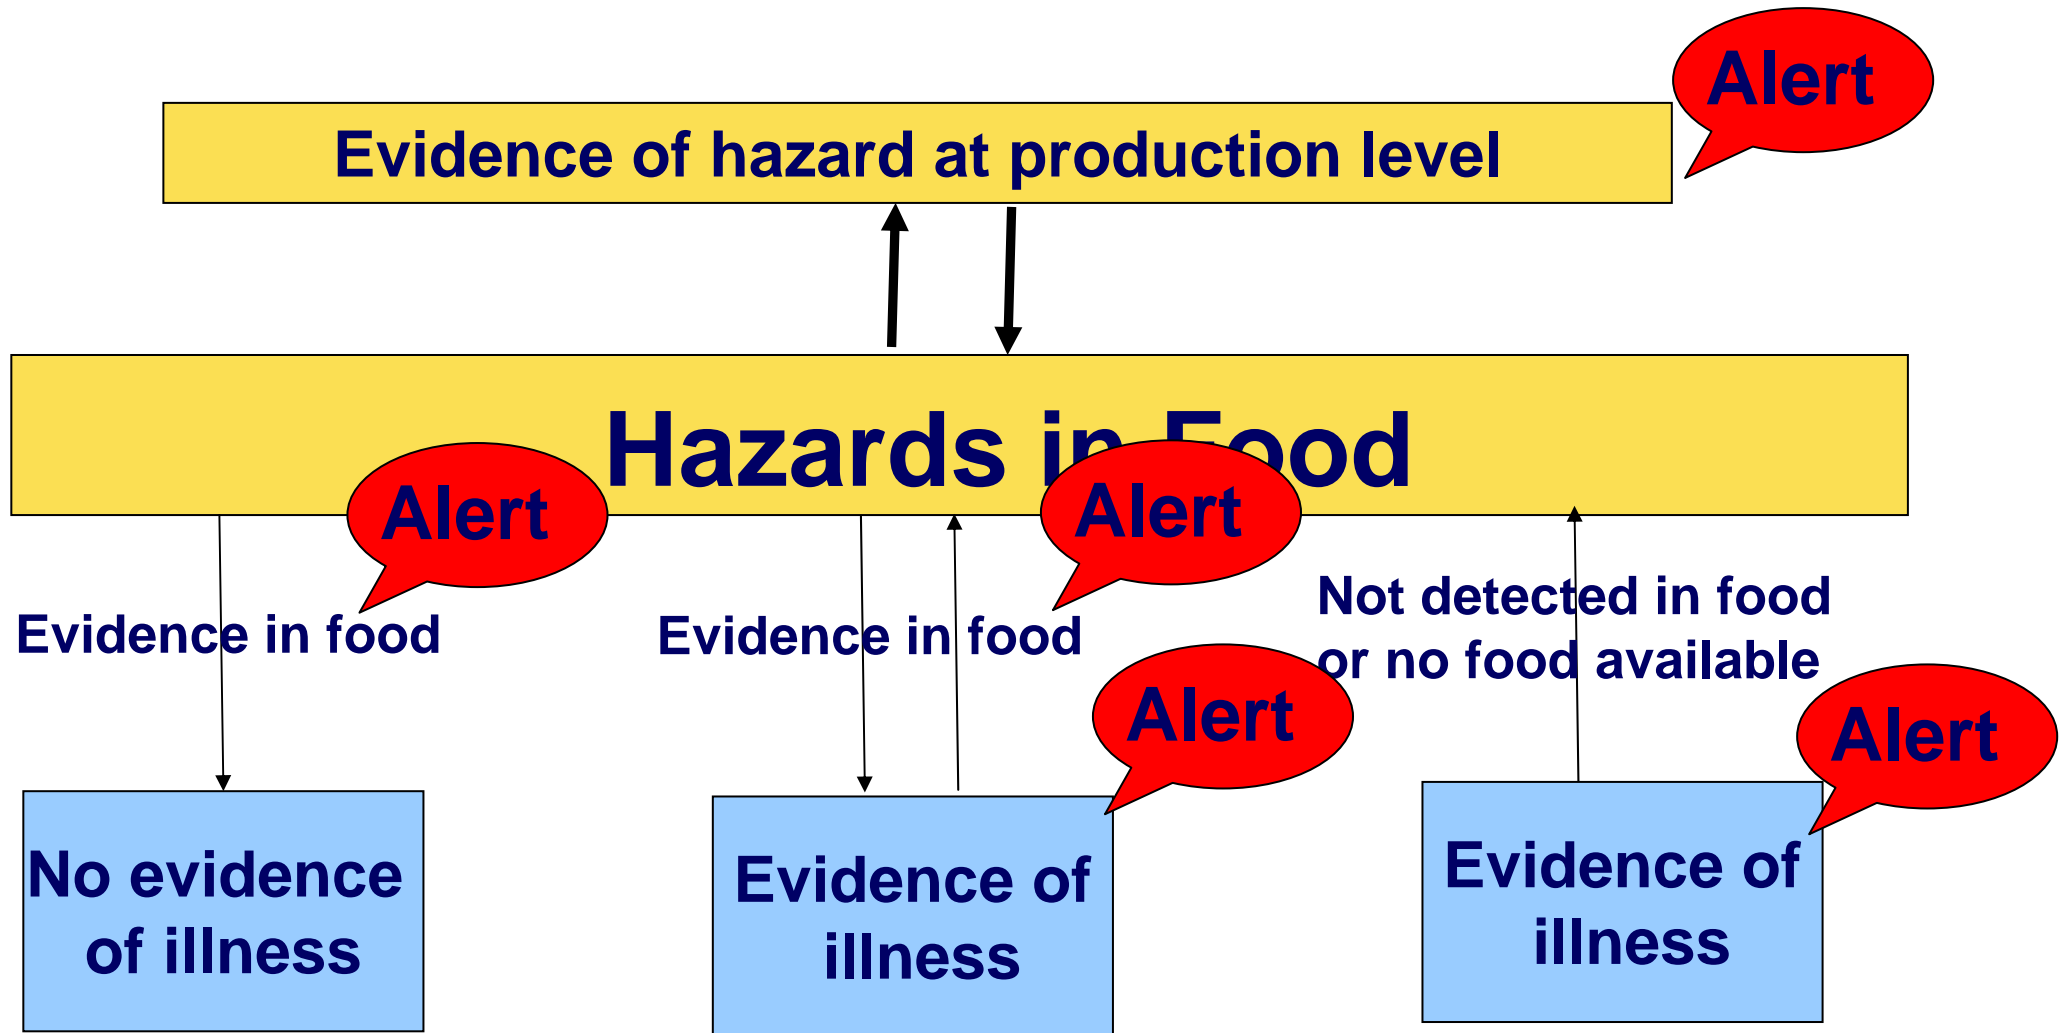 Alert
Evidence of hazard at production level
Hazards in Food
Alert
Alert
Evidence in food
Evidence in food
Not detected in food
or no food available
Alert
Alert
No evidence
of illness
Evidence of
illness
Evidence of
illness